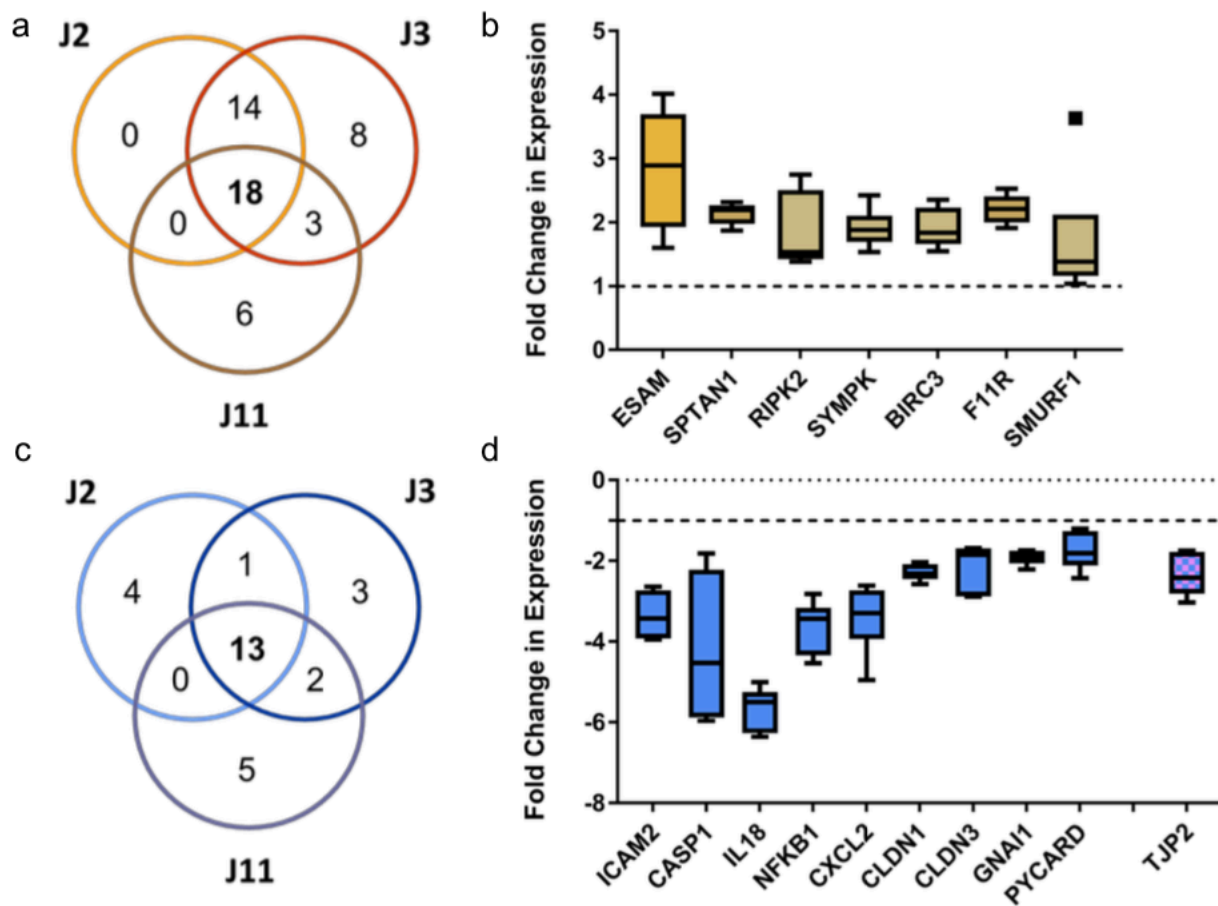 a
J2
J3
0
14
8
18
0
3
6
J11
b
Fold Change in Expression
5
4
3
2
1
0
ESAM
SPTAN1
RIPK2
SYMPK
BIRC3
F11R
SMURF1
c
J2
J3
4
1
3
13
0
2
5
J11
d
Fold Change in Expression
-0
-2
-4
-6
-8
ICAM2
CASP1
IL18
NFKB1
CXCL2
CLDN1
CLDN3
GNAI1
PYCARD
TJP2